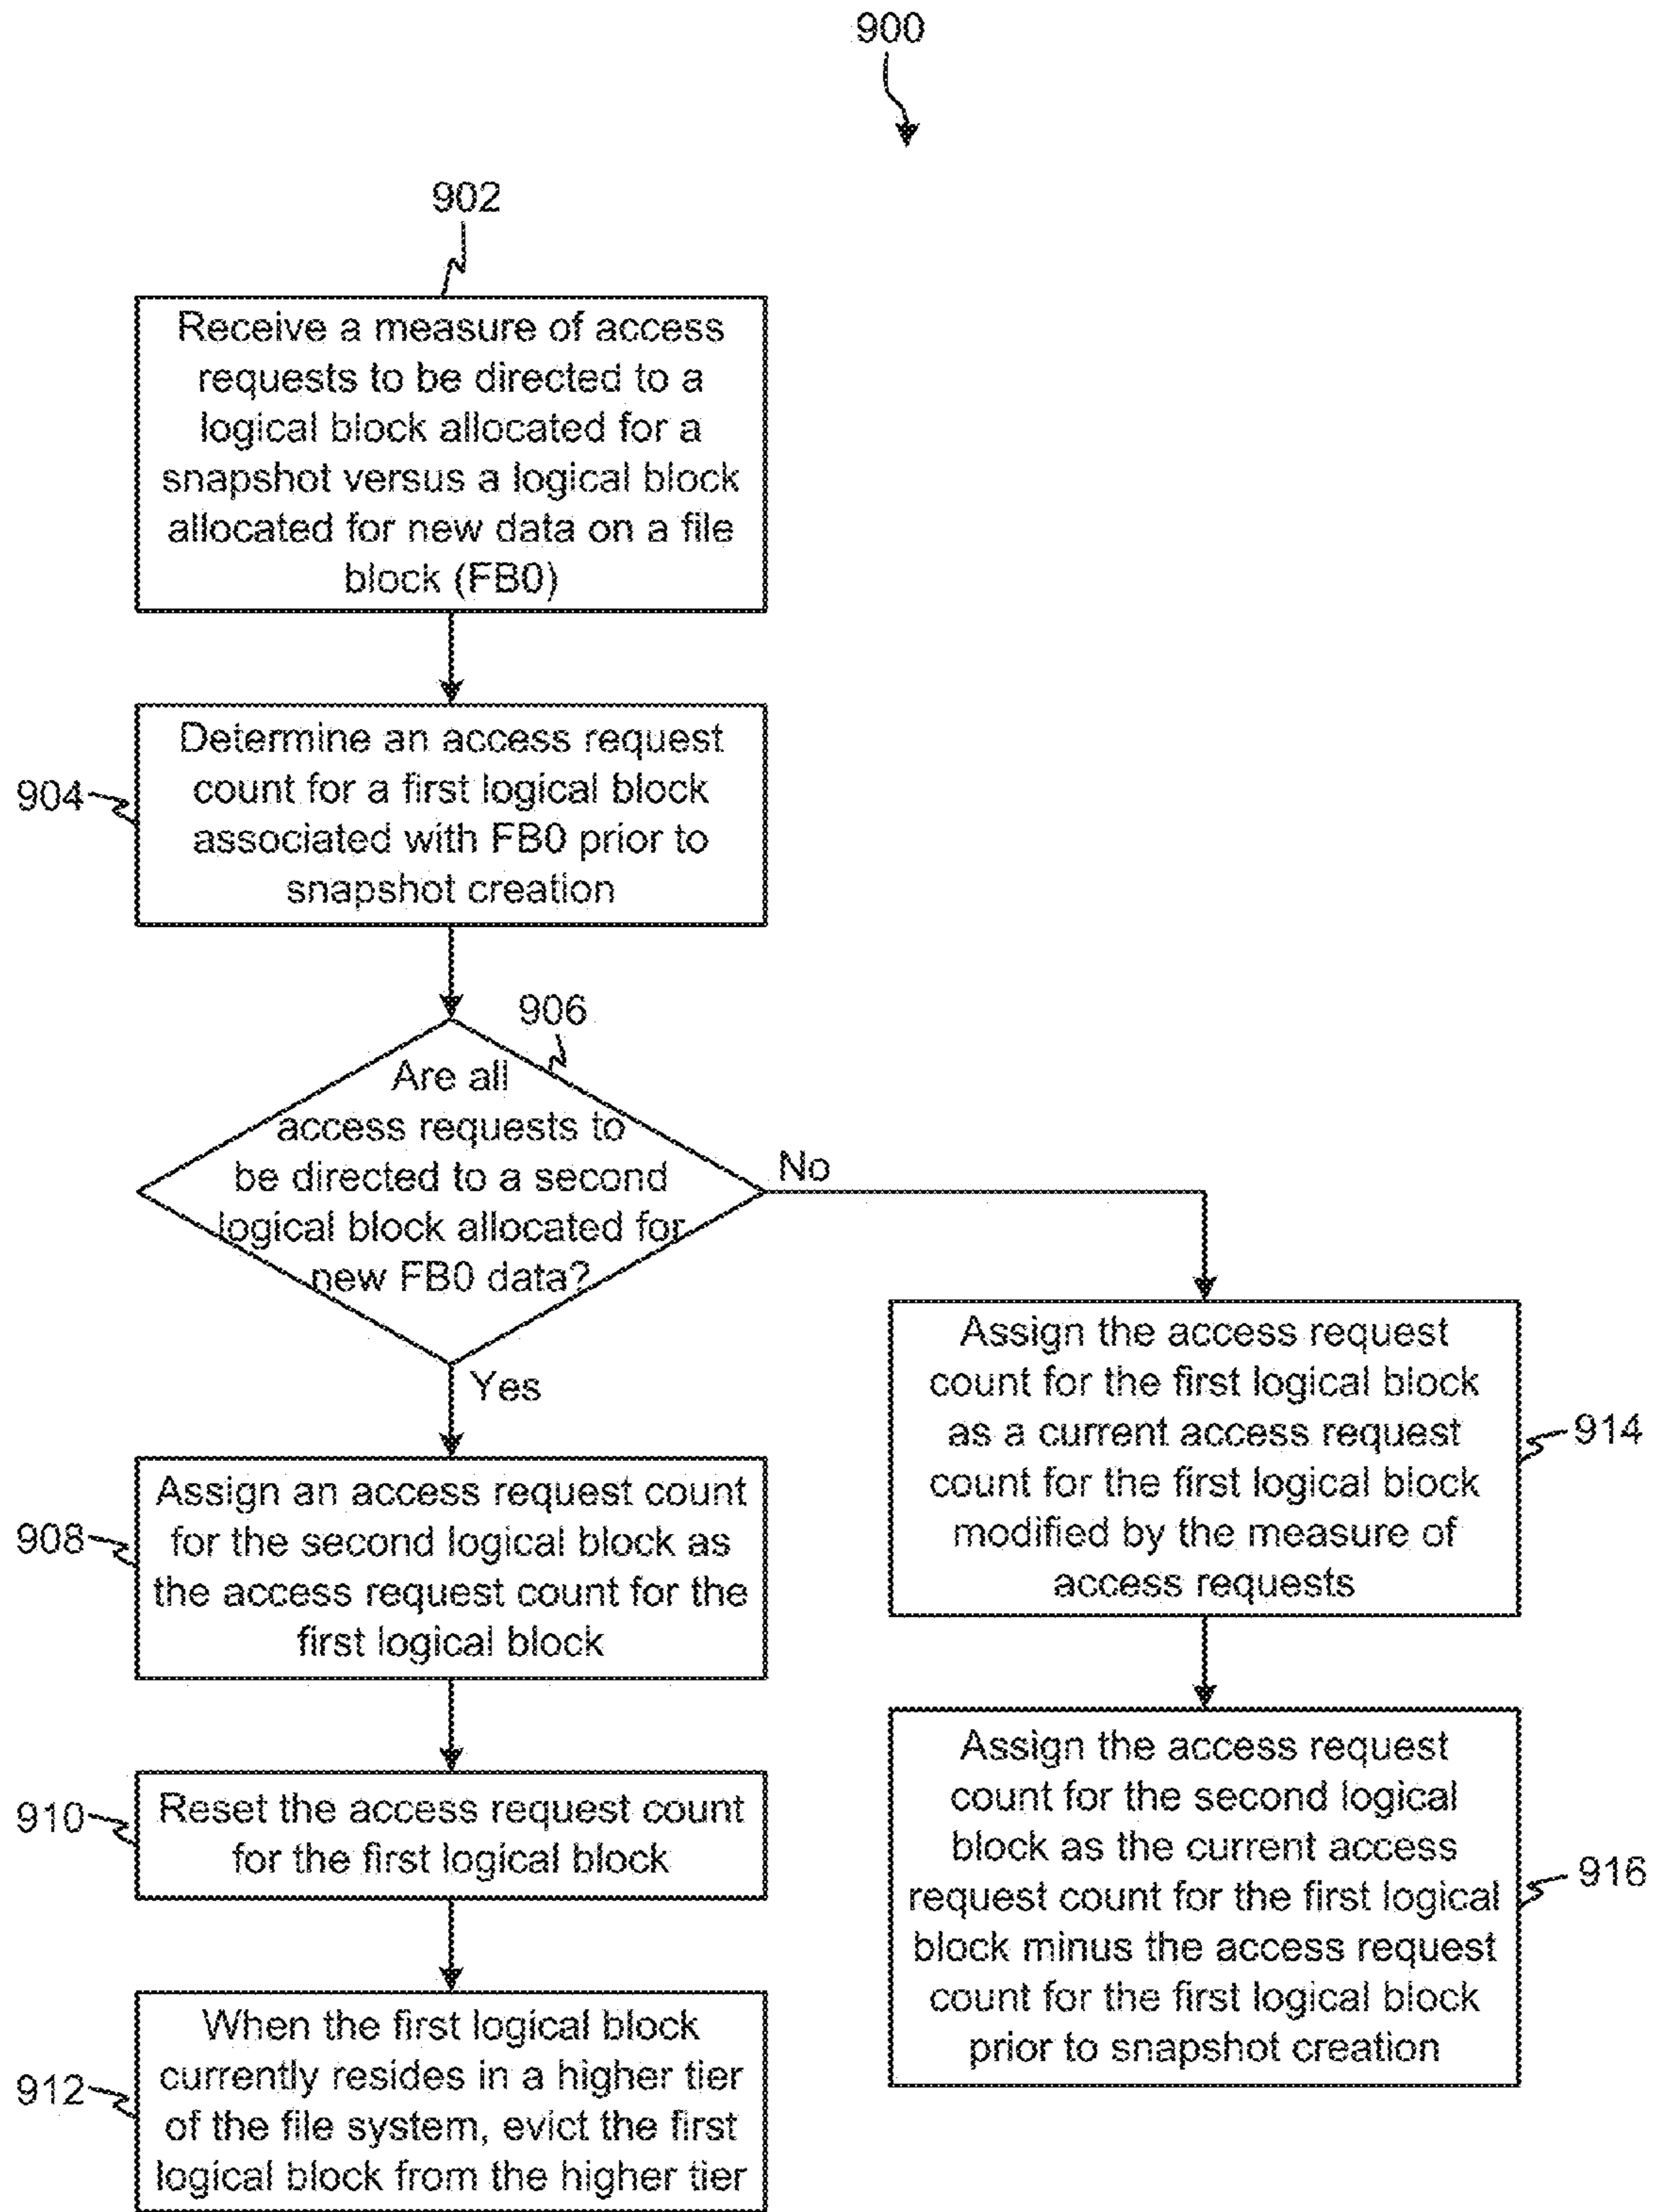 900
902
Receive a measure of access
requests to be directed to a
logical block allocated for a
snapshot versus a logical block
allocated for new data on a file
block (FB0)
904
Determine an access request
count for a first logical block
associated with FB0 prior to
snapshot creation
906
Are all
access requests to
be directed to a second
logical block allocated for
new FB0 data?
No
Yes
908
Assign an access request count
for the second logical block as
the access request count for the
first logical block
910
Reset the access request count
for the first logical block
912
When the first logical block
currently resides in a higher tier
of the file system, evict the first
logical block from the higher tier
Assign the access request
count for the first logical block
as a current access request
count for the first logical block
modified by the measure of
access requests
914
Assign the access request
count for the second logical
block as the current access
request count for the first logical
block minus the access request
count for the first logical block
prior to snapshot creation
916